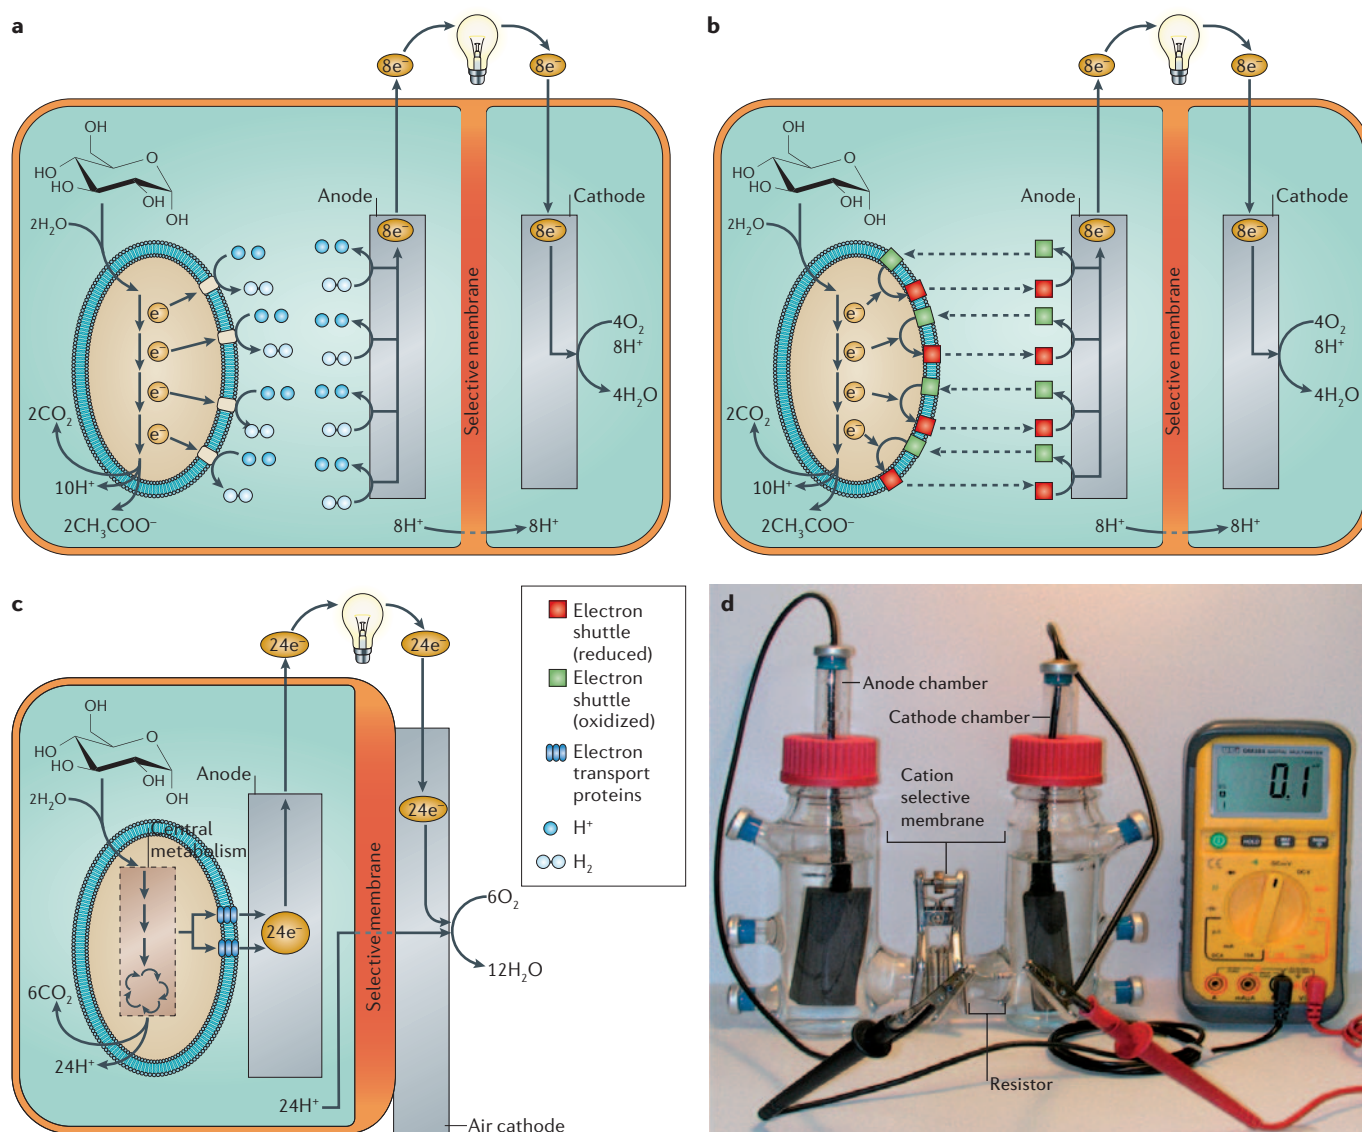 a
8e⁻
8e⁻
OH
O
HO
HO
OH
OH
2H₂O
Anode
Cathode
8e⁻
8e⁻
e⁻
e⁻
e⁻
e⁻
Selective membrane
4O₂
8H⁺
4H₂O
2CO₂
10H⁺
2CH₃COO⁻
8H⁺
8H⁺
b
8e⁻
8e⁻
OH
O
HO
HO
OH
OH
2H₂O
Anode
Cathode
8e⁻
8e⁻
e⁻
e⁻
e⁻
e⁻
Selective membrane
4O₂
8H⁺
4H₂O
2CO₂
10H⁺
2CH₃COO⁻
8H⁺
8H⁺
c
24e⁻
24e⁻
OH
O
HO
HO
OH
OH
2H₂O
Anode
24e⁻
Central
metabolism
24e⁻
Selective membrane
6O₂
12H₂O
6CO₂
24H⁺
24H⁺
Air cathode
Electron
shuttle
(reduced)
Electron
shuttle
(oxidized)
Electron
transport
proteins
H⁺
H₂
d
Anode chamber
Cathode chamber
Cation
selective
membrane
Resistor
0.1
HOLD